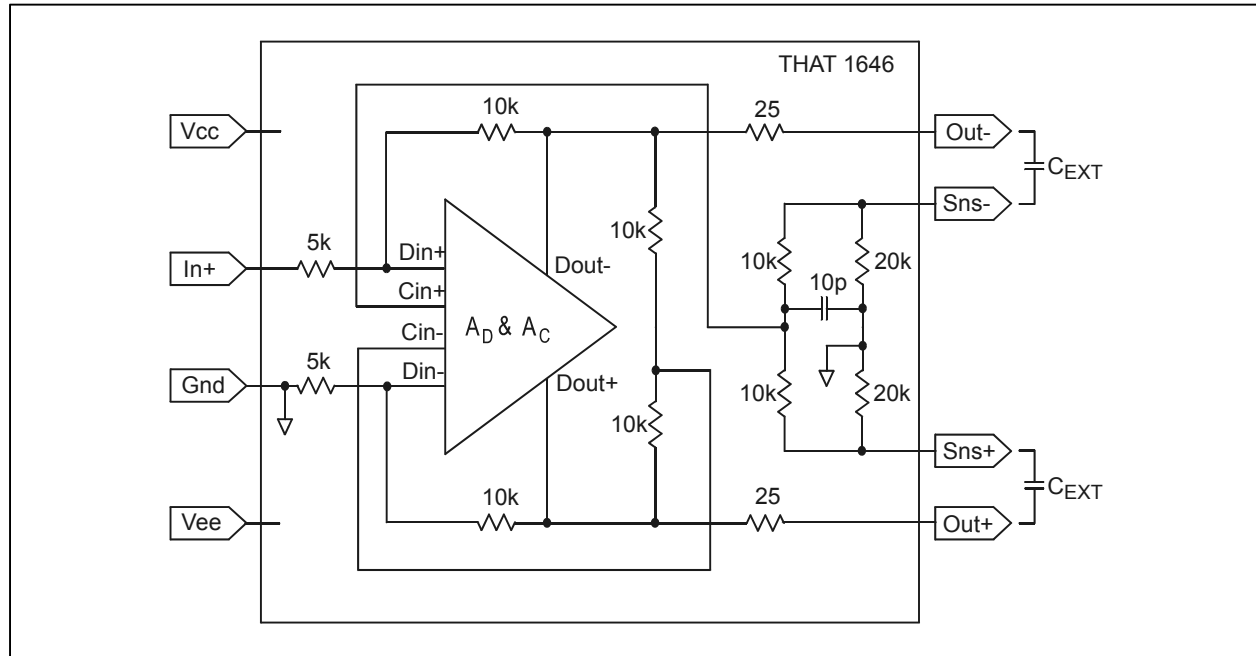 THAT 1646
10k
25
Vcc
Out-
CEXT
Sns-
10k
5k
Din+
Dout-
10k
20k
In+
Cin+
10p
AD & AC
Cin-
5k
Din-
Dout+
Gnd
10k
20k
10k
Sns+
10k
25
CEXT
Vee
Out+